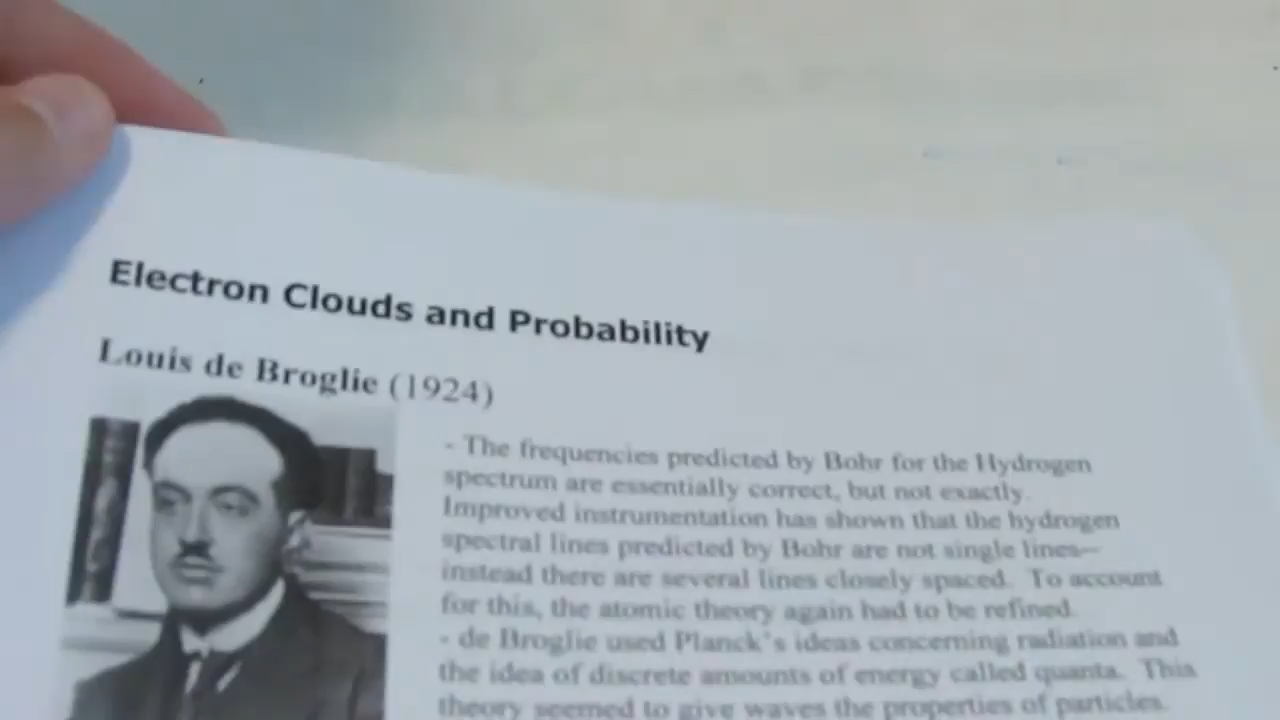 Electron Clouds and Probability
Louis de Broglie (1924)
- The frequencies predicted by Bohr for the Hydrogen
spectrum are essentially correct, but not exactly.
Improved instrumentation has shown that the hydrogen
spectral lines predicted by Bohr are not single lines—
instead there are several lines closely spaced. To account
for this, the atomic theory again had to be refined.
- de Broglie used Planck's ideas concerning radiation and
the idea of discrete amounts of energy called quanta. This
theory seemed to give waves the properties of particles.